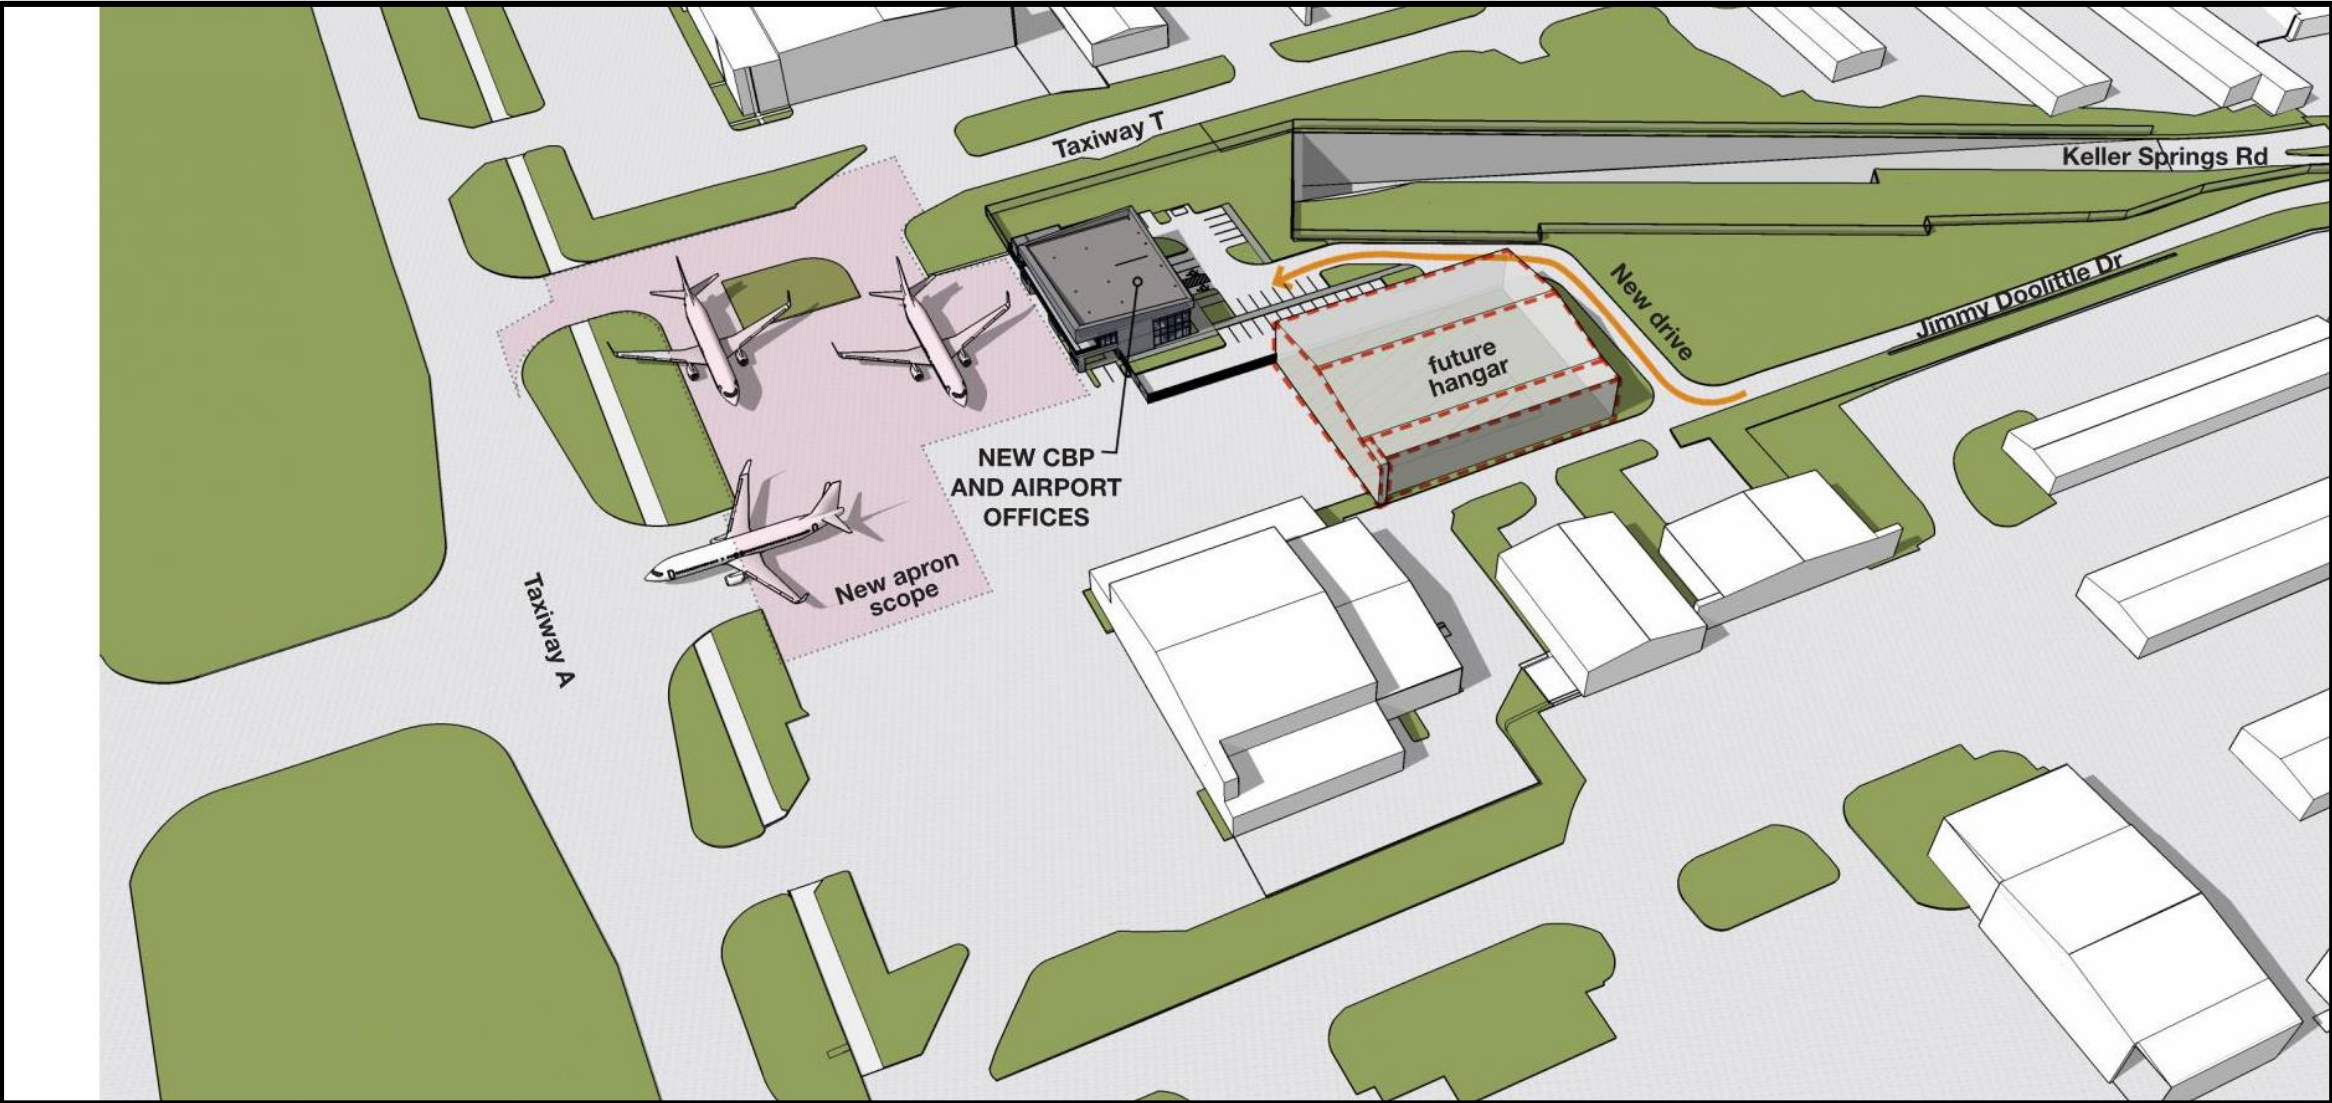 Taxiway T
Keller Springs Rd
New drive
Jimmy Doolittle Dr
future
hangar
NEW CBP
AND AIRPORT
OFFICES
New apron
scope
Taxiway A